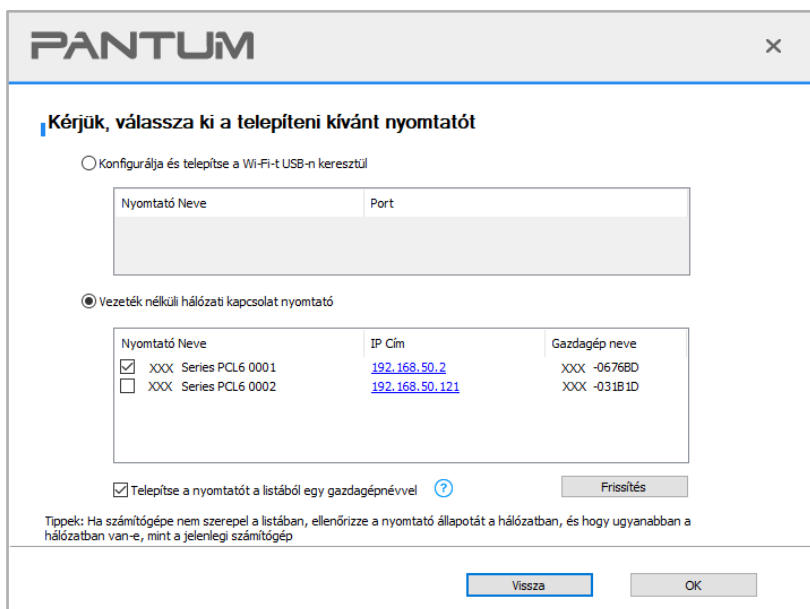 PANTUM
Kérjük, válassza ki a telepíteni kívánt nyomtatót
Konfigurálja és telepítse a Wi-Fi-t USB-n keresztül
Nyomtató Neve Port
Vezeték nélküli hálózati kapcsolat nyomtató
Nyomtató Neve IP Cím Gazdagép neve
XXX Series PCL6 0001 192.168.50.2 XXX -0676BD
XXX Series PCL6 0002 192.168.50.121 XXX -031B1D
Telepítse a nyomtatót a listából egy gazdagépnévvel ? Frissítés
Tippek: Ha számítógépe nem szerepel a listában, ellenőrizze a nyomtató állapotát a hálózatban, és hogy ugyanabban a
hálózatban van-e, mint a jelenlegi számítógép
Vissza OK